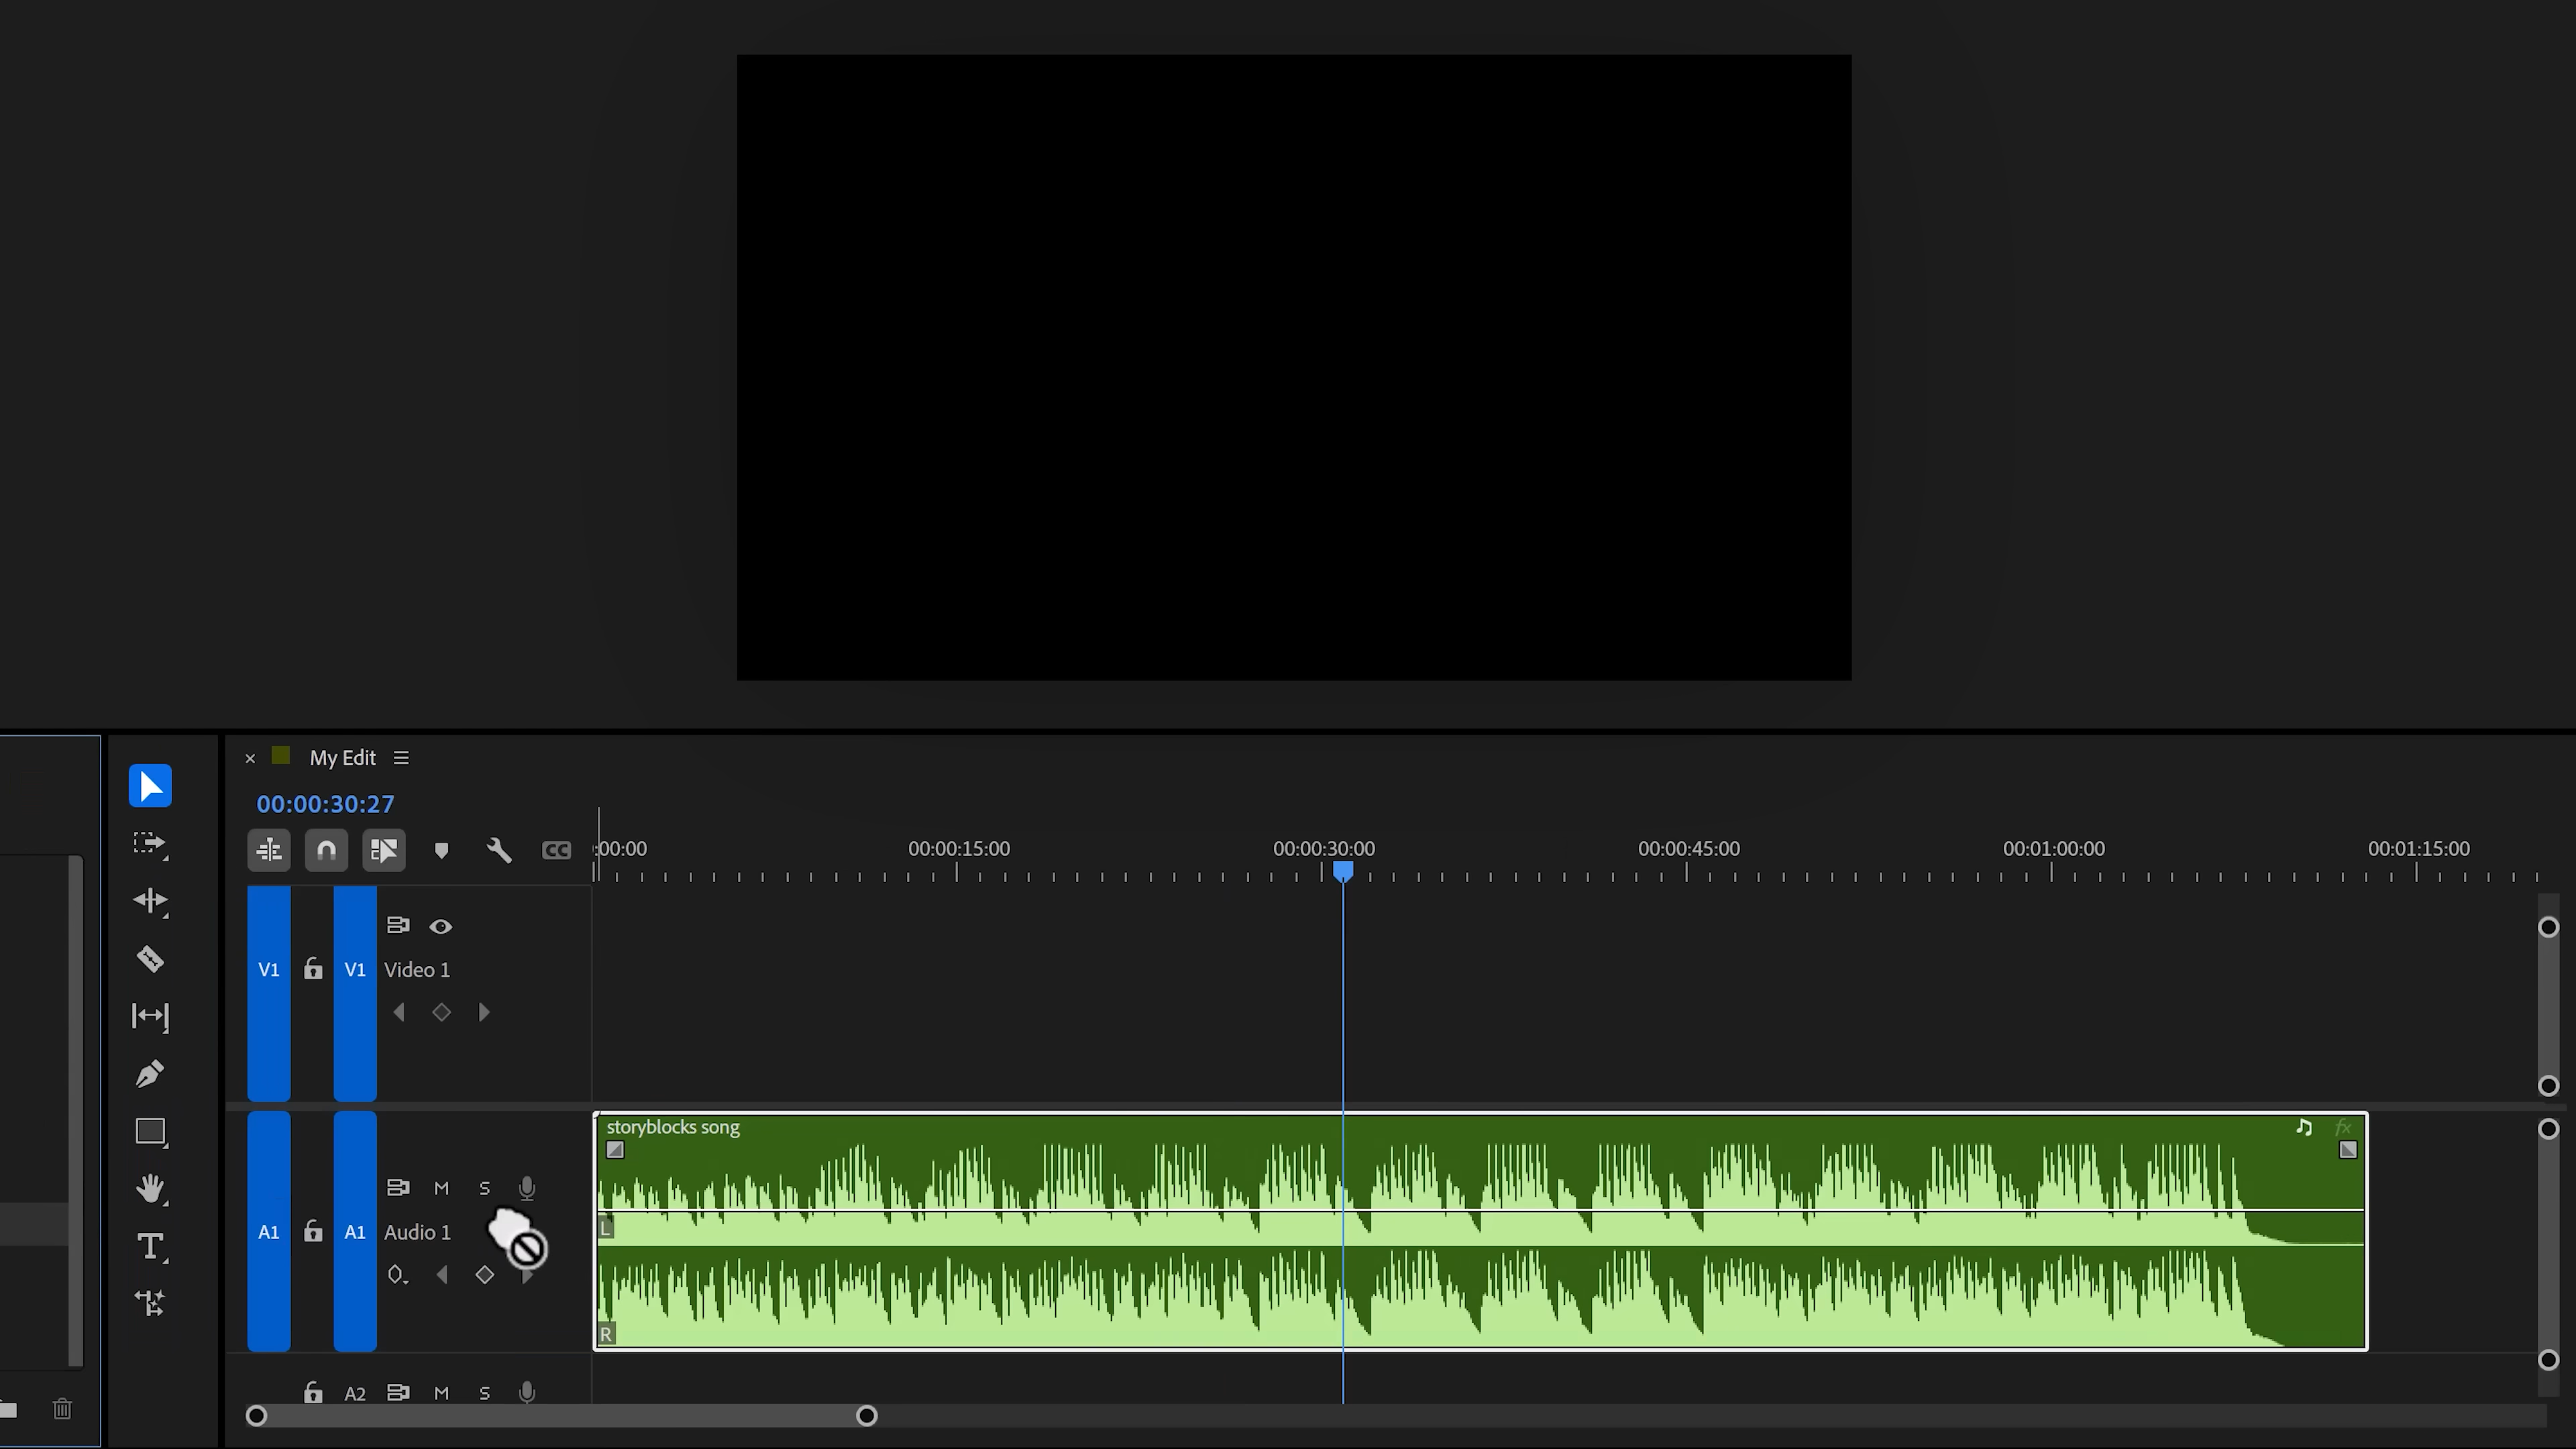 My Edit
00:00:30:27
CC
:00:00 00:00:15:00 00:00:30:00 00:00:45:00 00:01:00:00 00:01:15:00
V1 V1 Video 1
storyblocks song fx
M S
L
A1 A1 Audio 1
T
R
A2 M S